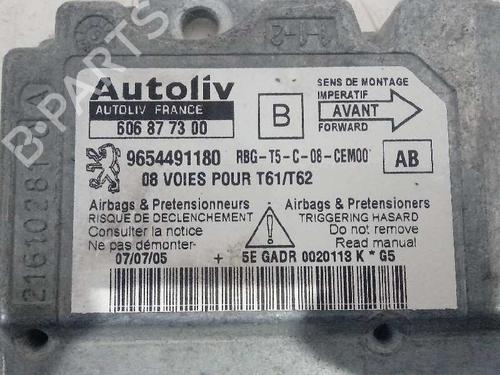 Autoliv
AUTOLIV FRANCE
606 87 73 00
B
SENS DE MONTAGE
IMPERATIF
AVANT
FORWARD
9654491180 RBG-T5-C-08-CEM00
AB
08 VOIES POUR T61/T62
Airbags & Pretensionneurs
RISQUE DE DECLENCHEMENT
Consulter la notice
Ne pas démonter
Airbags & Pretensioners
TRIGGERING HASARD
Do not remove
Read manual
07/07/05 + 5E GADR 0020113 K * G5
B-PARTS